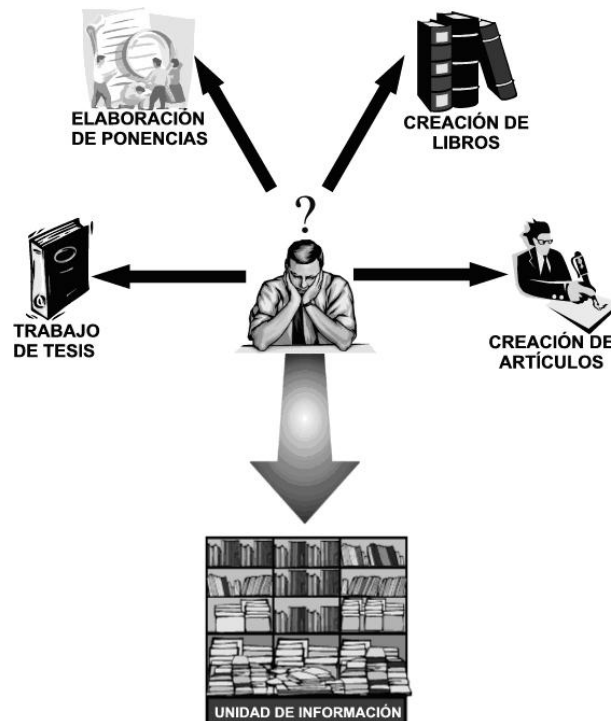 ELABORACIÓN
DE PONENCIAS
CREACIÓN DE
LIBROS
?
TRABAJO
DE TESIS
CREACIÓN DE
ARTÍCULOS
UNIDAD DE INFORMACIÓN